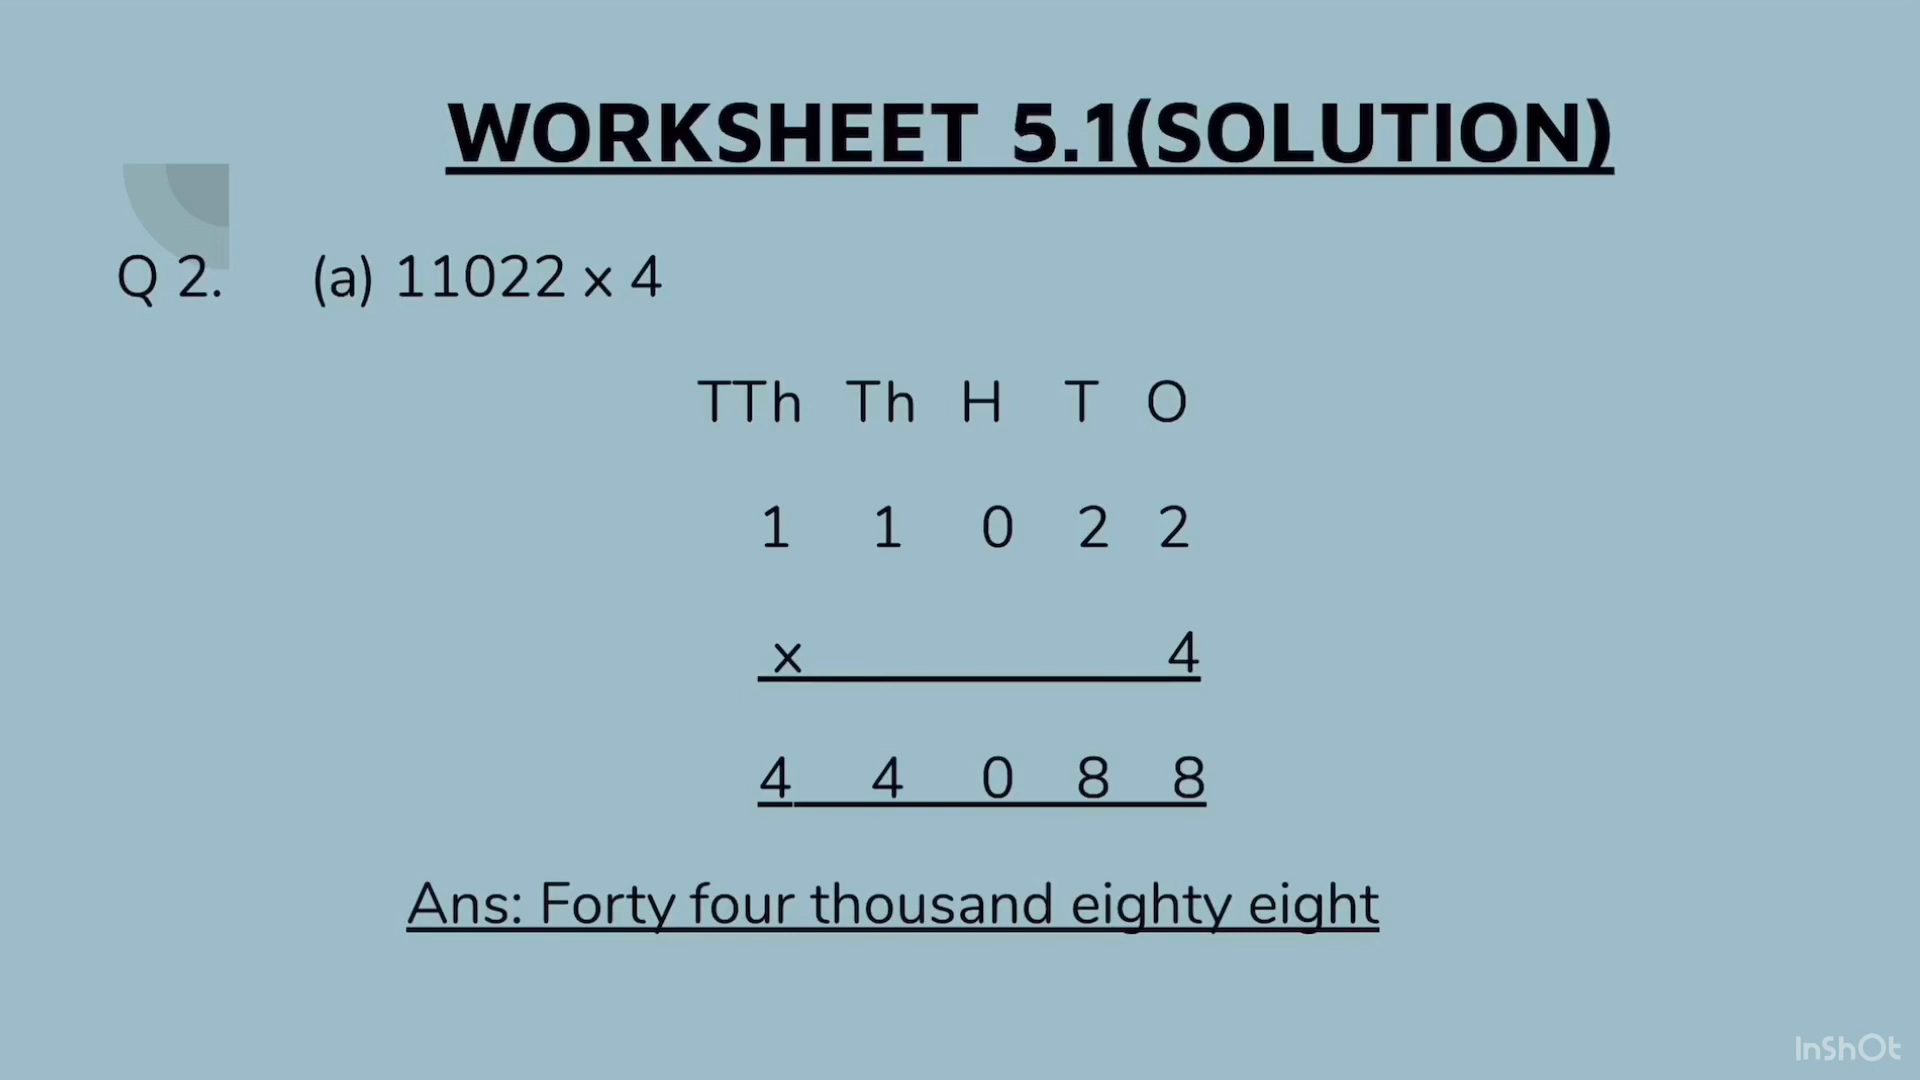 WORKSHEET 5.1(SOLUTION)
Q 2. (a) 11022 x 4
TTh Th H T O
1 1 0 2 2
x 4
4 4 0 8 8
Ans: Forty four thousand eighty eight
InShOt